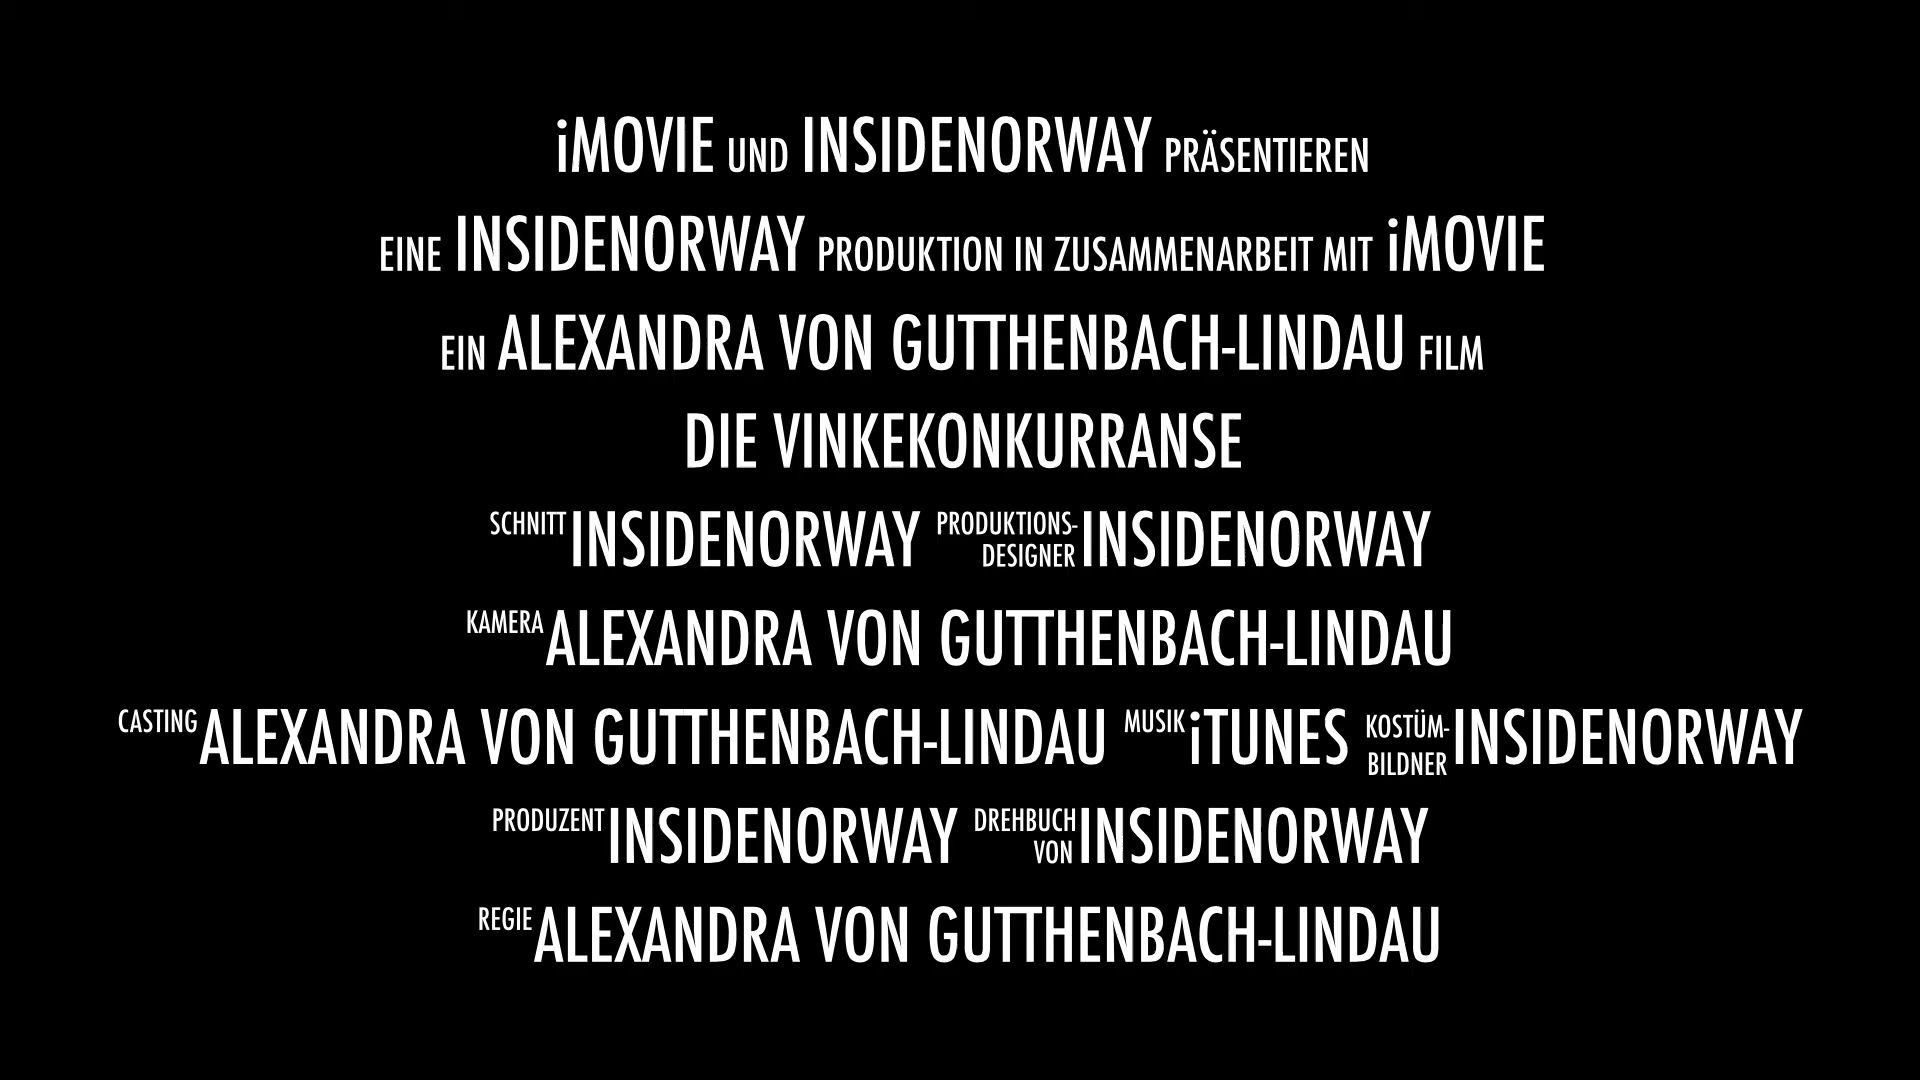 iMOVIE UND INSIDENORWAY PRÄSENTIEREN
EINE INSIDENORWAY PRODUKTION IN ZUSAMMENARBEIT MIT iMOVIE
EIN ALEXANDRA VON GUTTHENBACH-LINDAU FILM
DIE VINKEKONKURRANSE
SCHNITT INSIDENORWAY PRODUKTIONS-DESIGNER INSIDENORWAY
KAMERA ALEXANDRA VON GUTTHENBACH-LINDAU
CASTING ALEXANDRA VON GUTTHENBACH-LINDAU MUSIK iTUNES KOSTÜM-BILDNER INSIDENORWAY
PRODUZENT INSIDENORWAY DREHBUCH VON INSIDENORWAY
REGIE ALEXANDRA VON GUTTHENBACH-LINDAU